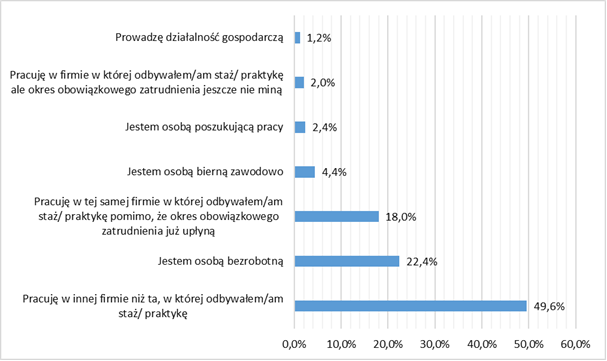 Prowadzę działalność gospodarczą
1,2%
Pracuję w firmie w której odbywałem/am staż/ praktykę
ale okres obowiązkowego zatrudnienia jeszcze nie miną
2,0%
Jestem osobą poszukującą pracy
2,4%
Jestem osobą bierną zawodowo
4,4%
Pracuję w tej samej firmie w której odbywałem/am
staż/ praktykę pomimo, że okres obowiązkowego
zatrudnienia już upłyną
18,0%
Jestem osobą bezrobotną
22,4%
Pracuję w innej firmie niż ta, w której odbywałem/am
staż/ praktykę
49,6%
0,0% 10,0% 20,0% 30,0% 40,0% 50,0% 60,0%